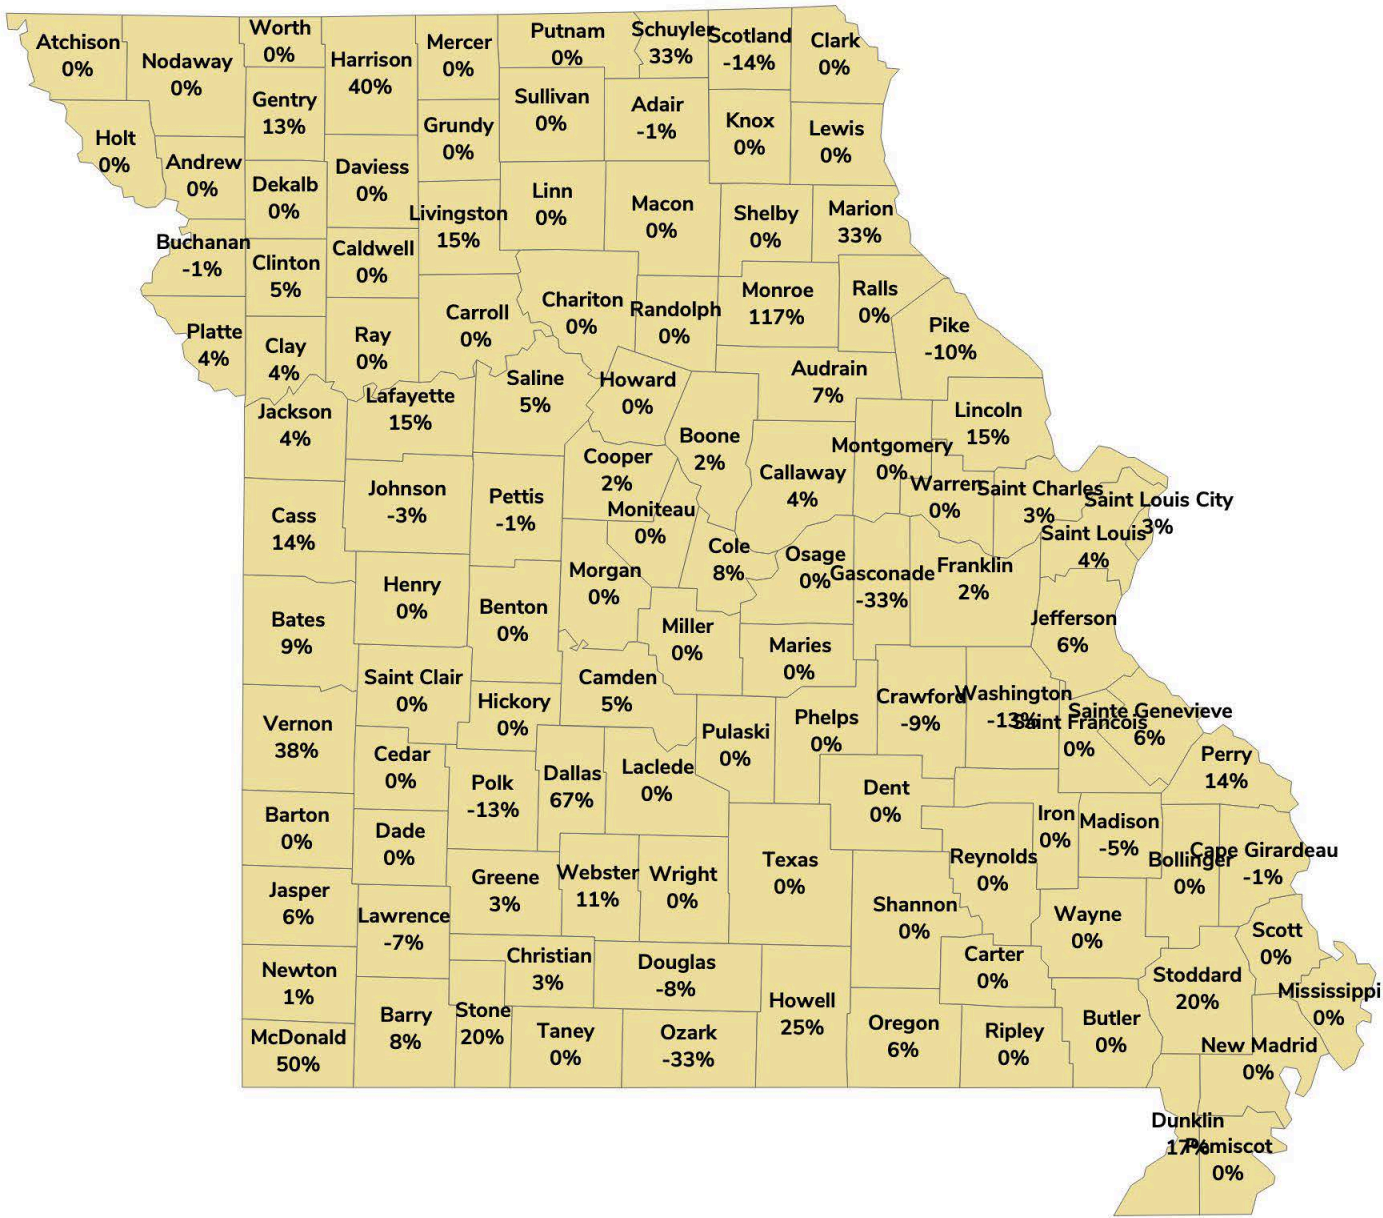 Atchison
0%
Nodaway
0%
Worth
0%
Harrison
40%
Mercer
0%
Putnam
0%
Schuyler
33%
Scotland
-14%
Clark
0%
Gentry
13%
Sullivan
0%
Adair
-1%
Knox
0%
Lewis
0%
Holt
0%
Andrew
0%
Dekalb
0%
Daviess
0%
Grundy
0%
Livingston
15%
Linn
0%
Macon
0%
Shelby
0%
Marion
33%
Buchanan
-1%
Clinton
5%
Caldwell
0%
Carroll
0%
Chariton
0%
Randolph
0%
Monroe
117%
Ralls
0%
Pike
-10%
Platte
4%
Clay
4%
Ray
0%
Saline
5%
Howard
0%
Audrain
7%
Jackson
4%
Lafayette
15%
Boone
2%
Montgomery
0%
Lincoln
15%
Cooper
2%
Callaway
4%
Warren
0%
Saint Charles
3%
Saint Louis City
3%
Cass
14%
Johnson
-3%
Pettis
-1%
Moniteau
0%
Cole
8%
Osage
0%
Gasconade
-33%
Franklin
2%
Saint Louis
4%
Henry
0%
Morgan
0%
Bates
9%
Benton
0%
Miller
0%
Maries
0%
Jefferson
6%
Saint Clair
0%
Hickory
0%
Camden
5%
Pulaski
0%
Phelps
0%
Crawford
-9%
Washington
-13%
Saint Francois
0%
Sainte Genevieve
6%
Vernon
38%
Cedar
0%
Polk
-13%
Dallas
67%
Laclede
0%
Dent
0%
Perry
14%
Barton
0%
Dade
0%
Iron
0%
Madison
-5%
Bollinger
0%
Cape Girardeau
-1%
Jasper
6%
Lawrence
-7%
Greene
3%
Webster
11%
Wright
0%
Texas
0%
Reynolds
0%
Shannon
0%
Wayne
0%
Scott
0%
Newton
1%
Christian
3%
Douglas
-8%
Carter
0%
Stoddard
20%
Mississippi
0%
McDonald
50%
Barry
8%
Stone
20%
Taney
0%
Ozark
-33%
Howell
25%
Oregon
6%
Ripley
0%
Butler
0%
New Madrid
0%
Dunklin
17%
Pemiscot
0%